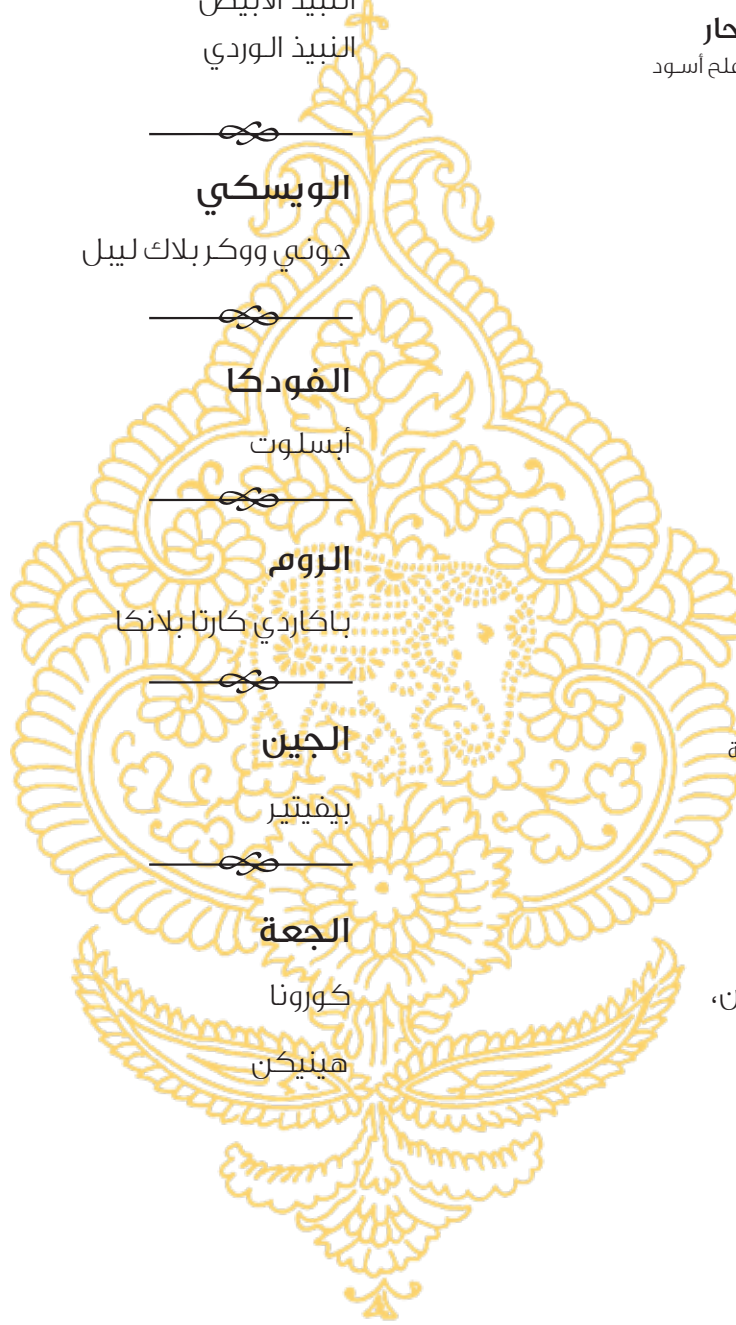 النبيذ الأبيض
النبيذ الوردي
الويسكي
جوني ووكر بلاك ليبل
الفودكا
أبسلوت
الروم
باكاردي كارتا بلانكا
الجين
بيفيتير
الجعة
كورونا
هينيكن
أسود